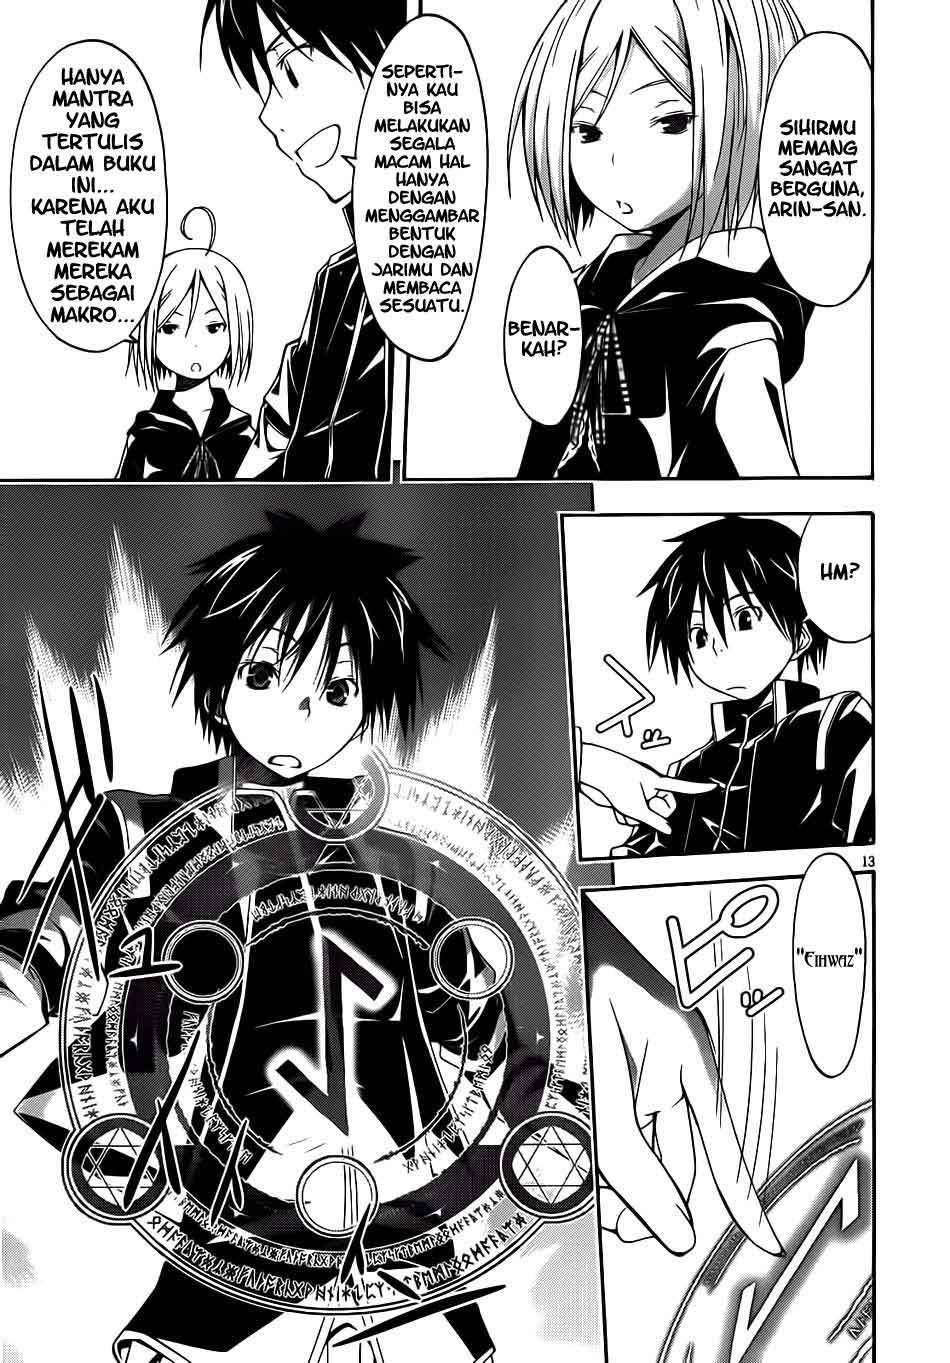 SIHIRMU
MEMANG
SANGAT
BERGUNA,
ARIN-SAN.
BENAR-
KAH?
SEPERTI-
NYA KAU
BISA
MELAKUKAN
SEGALA
MACAM HAL
HANYA
DENGAN
MENGGAMBAR
BENTUK
DENGAN
JARIMU DAN
MEMBACA
SESUATU.
HANYA
MANTRA
YANG
TERTULIS
DALAM BUKU
INI...
KARENA AKU
TELAH
MEREKAM
MEREKA
SEBAGAI
MAKRO...
HM?
13
"EIHWAZ"